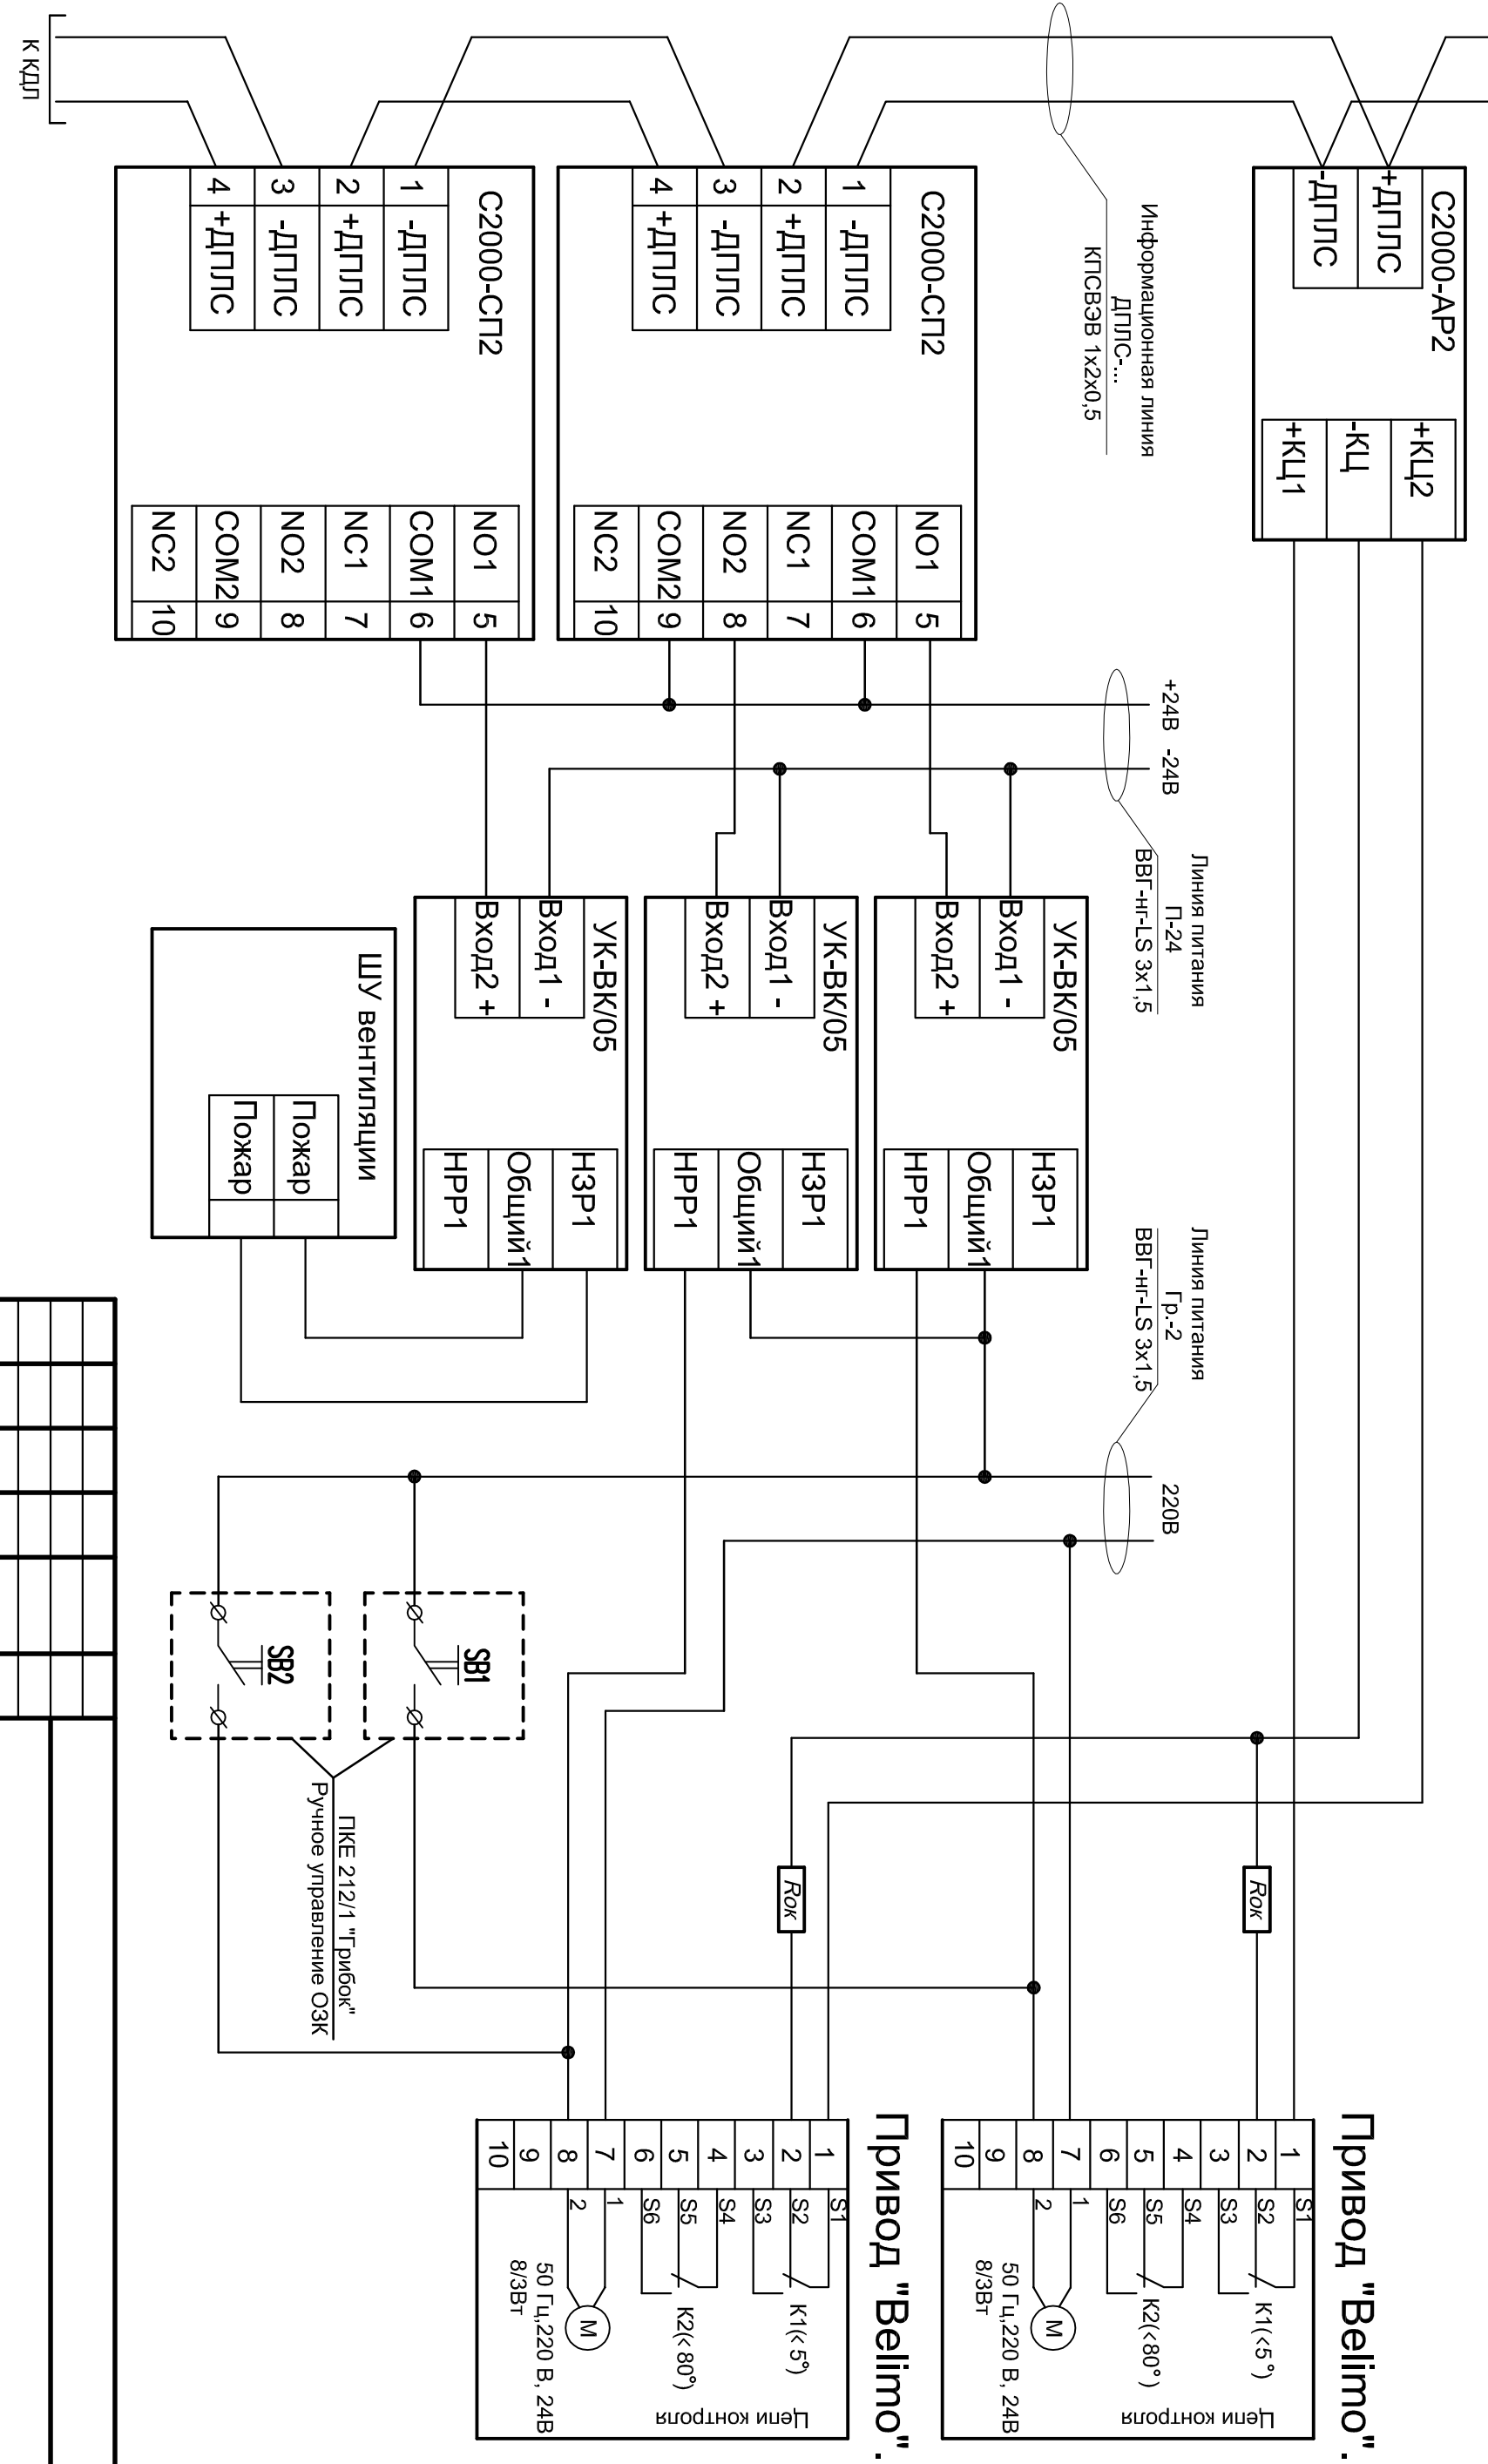 К КДЛ
С2000-СП2
1 -ДПЛС
2 +ДПЛС
3 -ДПЛС
4 +ДПЛС
NO1 5
COM1 6
NC1 7
NO2 8
COM2 9
NC2 10
С2000-СП2
1 -ДПЛС
2 +ДПЛС
3 -ДПЛС
4 +ДПЛС
NO1 5
COM1 6
NC1 7
NO2 8
COM2 9
NC2 10
Информационная линия
ДПЛС-...
КПСВЭВ 1х2х0,5
С2000-АР2
+ДПЛС
-ДПЛС
+КЦ2
-КЦ
+КЦ1
+24В -24В
Линия питания
П-24
ВВГ-нг-LS 3х1,5
УК-ВК/05
Вход1 -
Вход2 +
НЗР1
Общий1
НРР1
УК-ВК/05
Вход1 -
Вход2 +
НЗР1
Общий1
НРР1
УК-ВК/05
Вход1 -
Вход2 +
НЗР1
Общий1
НРР1
ШУ вентиляции
Пожар
Пожар
Линия питания
Гр.-2
ВВГ-нг-LS 3х1,5
220В
SB1
SB2
ПКЕ 212/1 "Грибок"
Ручное управление ОЗК
Rок
Rок
Привод "Belimo".
1 S1
2 S2
3 S3
4 S4
5 S5
6 S6
7 1
8 2
9
10
К1(<5°)
К2(<80°)
М
50 Гц,220 В, 24В
8/3Вт
Цепи контроля
Привод "Belimo".
1 S1
2 S2
3 S3
4 S4
5 S5
6 S6
7 1
8 2
9
10
К1(<5°)
К2(<80°)
М
50 Гц,220 В, 24В
8/3Вт
Цепи контроля